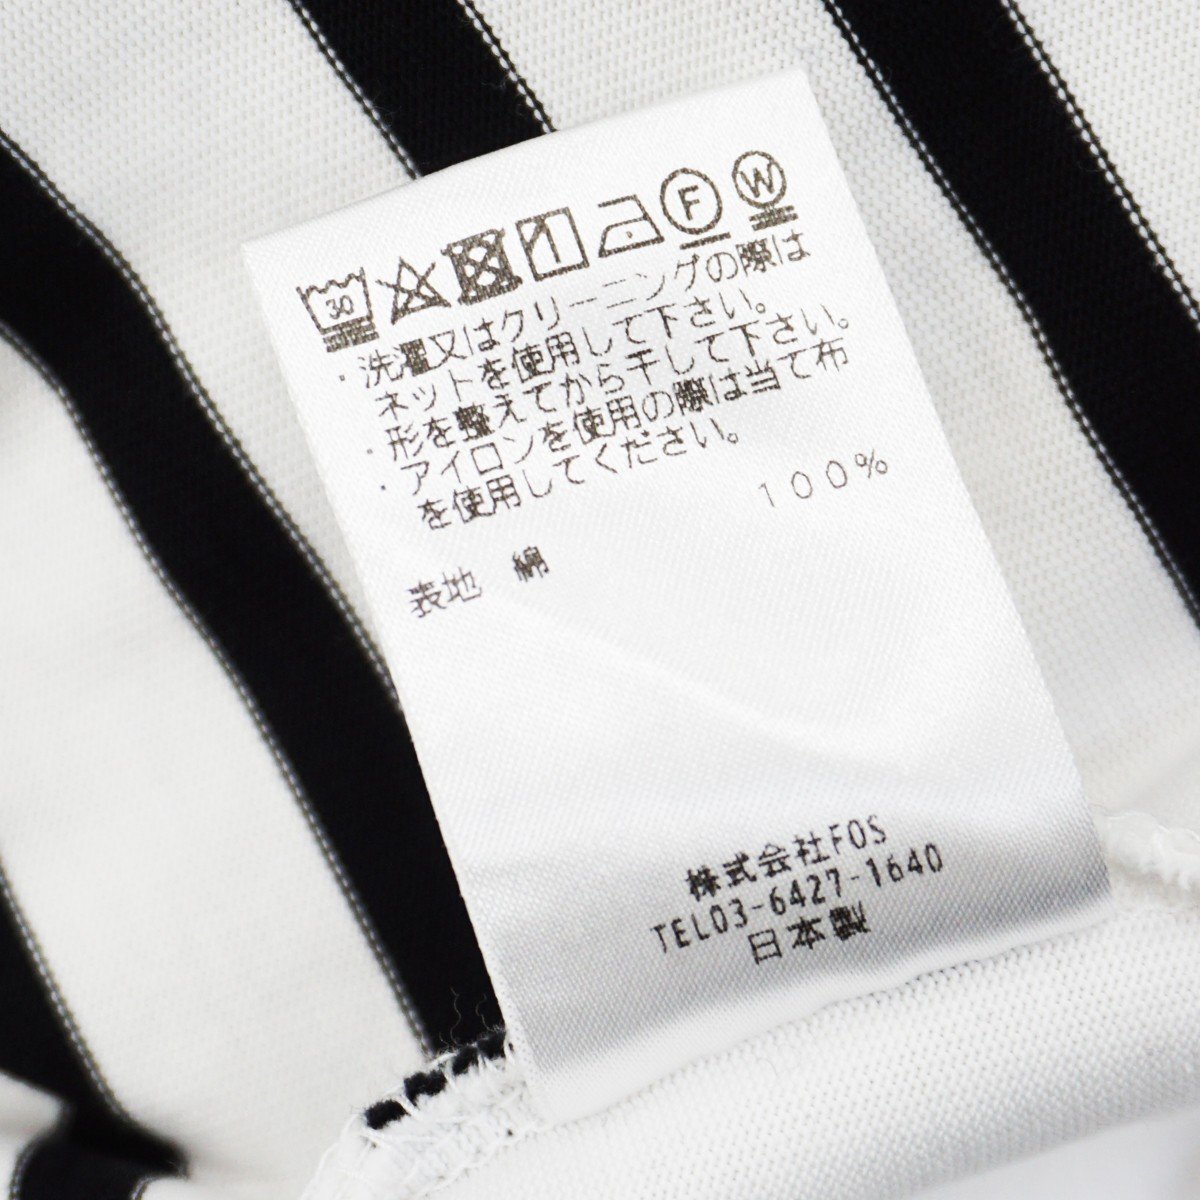 30 F W
・洗濯又はクリーニングの際は
ネットを使用して下さい。
・形を整えてから干して下さい。
・アイロンを使用の際は当て布
を使用してください。
表地 綿 100%
株式会社FOS
TEL03-6427-1640
日本製